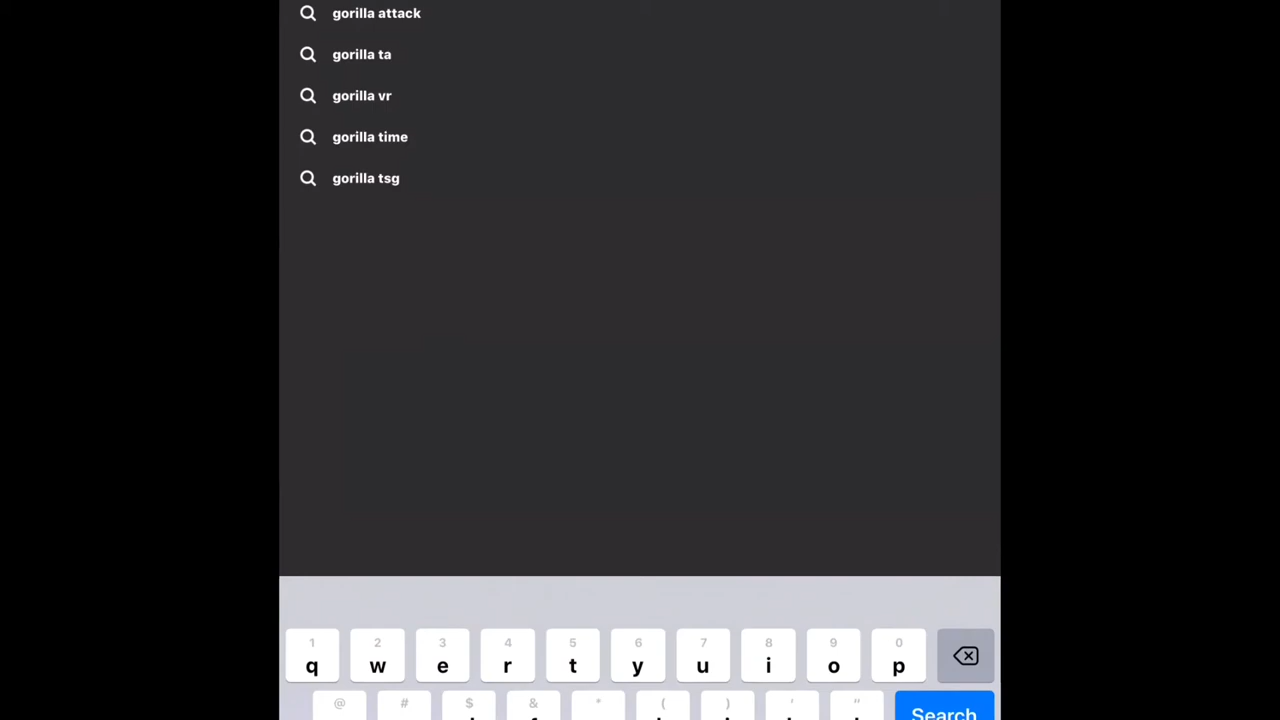 gorilla attack
gorilla ta
gorilla vr
gorilla time
gorilla tsg
1 2 3 4 5 6 7 8 9 0
q w e r t y u i o p
@ # $ & * ( ) ' "
Search